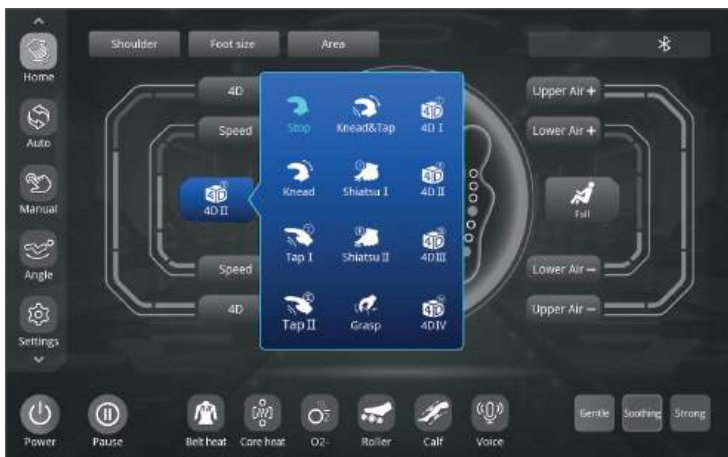 Shoulder Foot size Area
Home
4D
Upper Air +
Auto
Speed
Lower Air +
Stop Knead&Tap 4D I
Manual
4D II
Knead Shiatsu I 4D II
Full
Angle
Tap I Shiatsu II 4D III
Speed
Lower Air −
Settings
4D
Upper Air −
Tap II Grasp 4D IV
Power Pause Belt heat Core heat O2- Roller Calf Voice
Gentle Soothing Strong